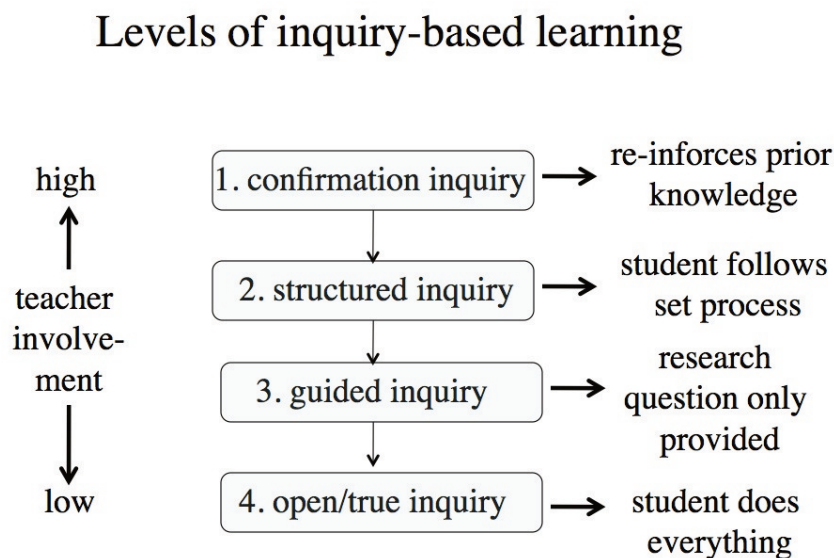 Levels of inquiry-based learning
high
teacher
involve-
ment
low
1. confirmation inquiry
re-inforces prior
knowledge
2. structured inquiry
student follows
set process
3. guided inquiry
research
question only
provided
4. open/true inquiry
student does
everything